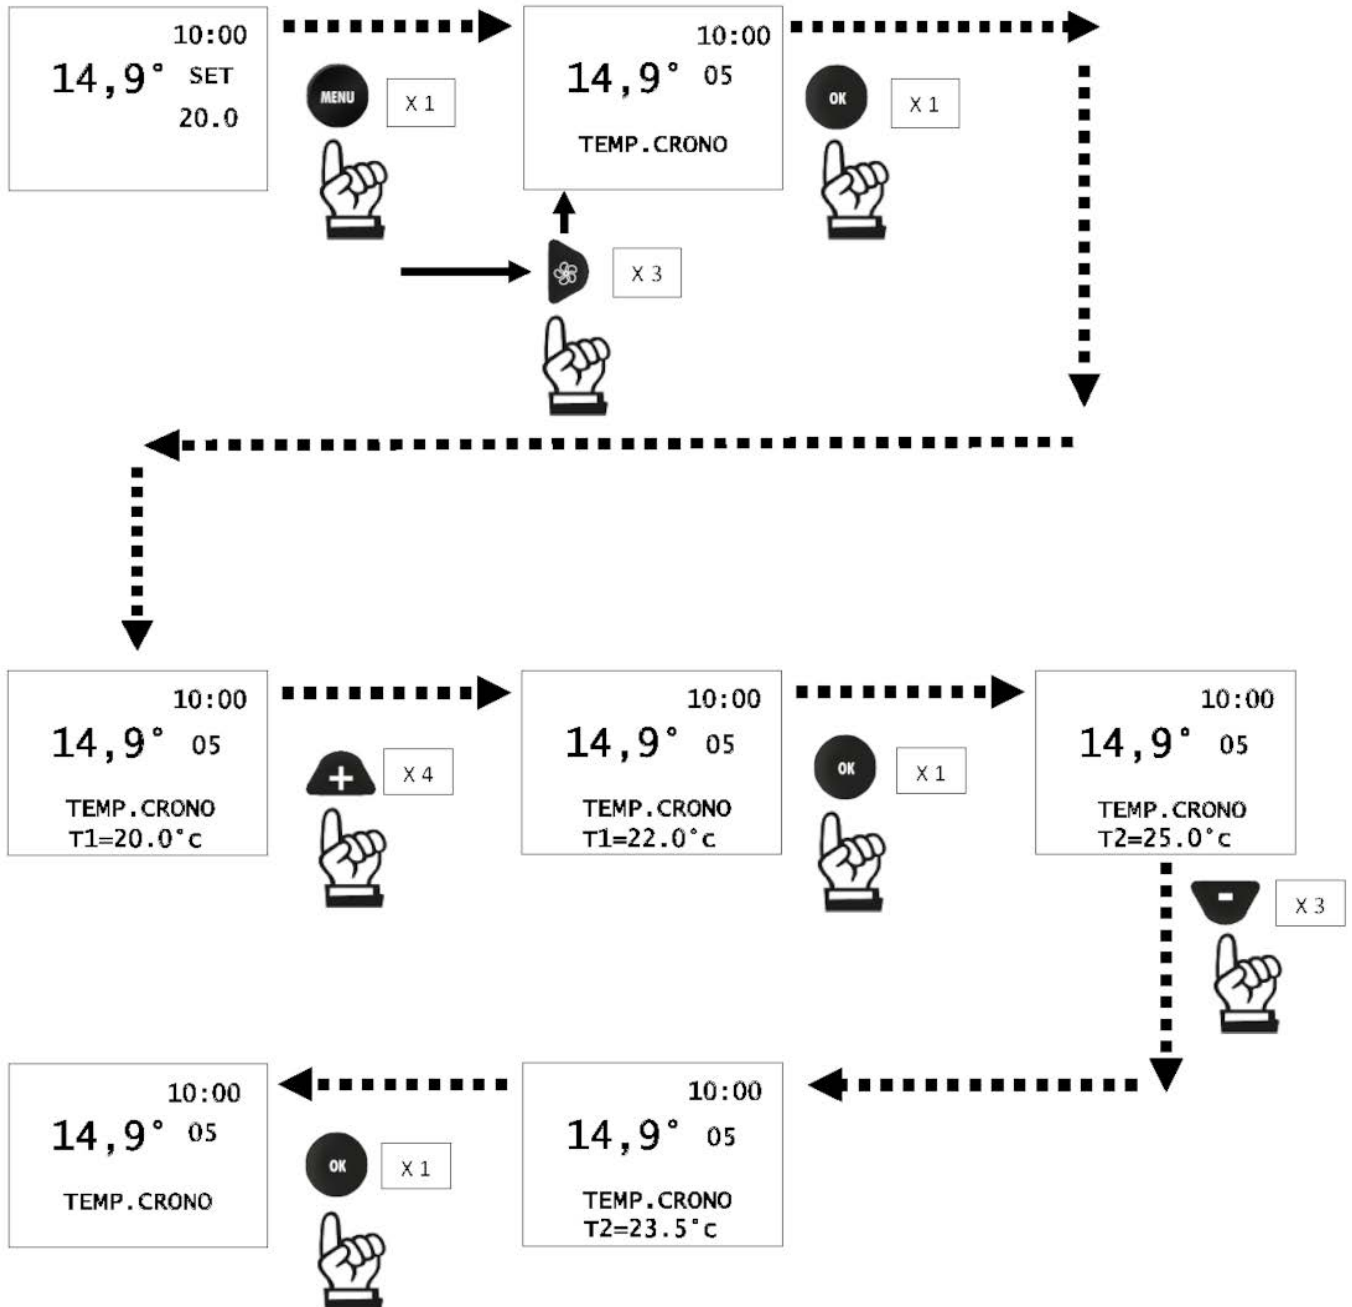 10:00
14,9° SET
20.0
MENU
X 1
10:00
14,9° 05
TEMP.CRONO
OK
X 1
X 3
10:00
14,9° 05
TEMP.CRONO
T1=20.0°c
+
X 4
10:00
14,9° 05
TEMP.CRONO
T1=22.0°c
OK
X 1
10:00
14,9° 05
TEMP.CRONO
T2=25.0°c
-
X 3
10:00
14,9° 05
TEMP.CRONO
T2=23.5°c
OK
X 1
10:00
14,9° 05
TEMP.CRONO